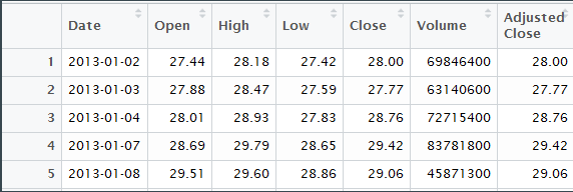 Date Open High Low Close Volume Adjusted Close
1 2013-01-02 27.44 28.18 27.42 28.00 69846400 28.00
2 2013-01-03 27.88 28.47 27.59 27.77 63140600 27.77
3 2013-01-04 28.01 28.93 27.83 28.76 72715400 28.76
4 2013-01-07 28.69 29.79 28.65 29.42 83781800 29.42
5 2013-01-08 29.51 29.60 28.86 29.06 45871300 29.06